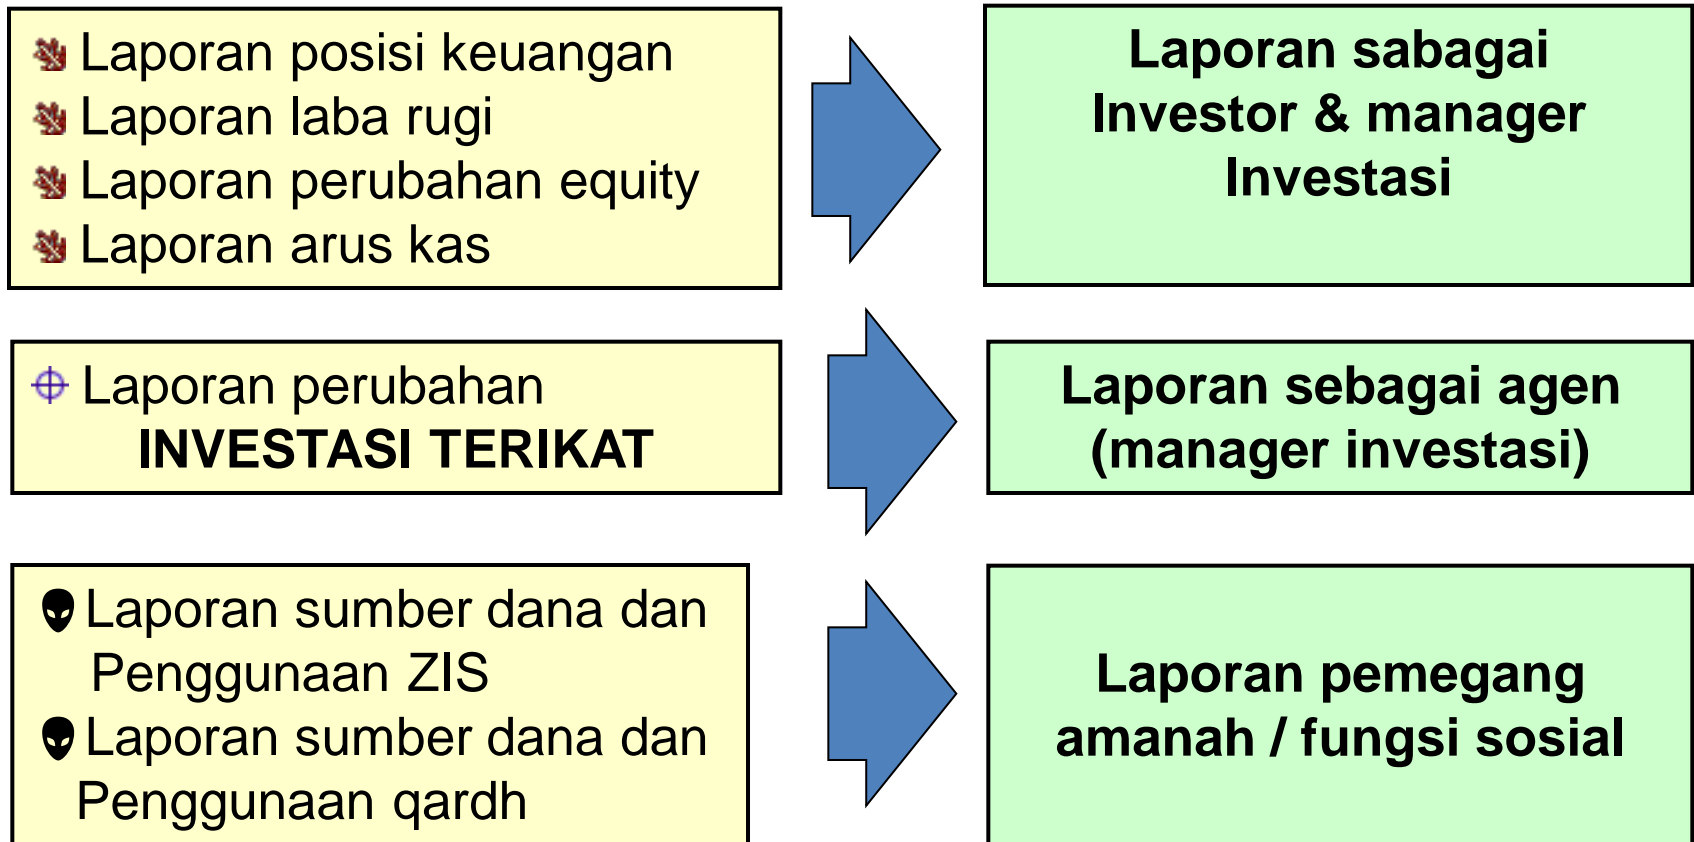 Laporan posisi keuangan
Laporan laba rugi
Laporan perubahan equity
Laporan arus kas
Laporan sabagai
Investor & manager
Investasi
Laporan perubahan
INVESTASI TERIKAT
Laporan sebagai agen
(manager investasi)
Laporan sumber dana dan
Penggunaan ZIS
Laporan sumber dana dan
Penggunaan qardh
Laporan pemegang
amanah / fungsi sosial